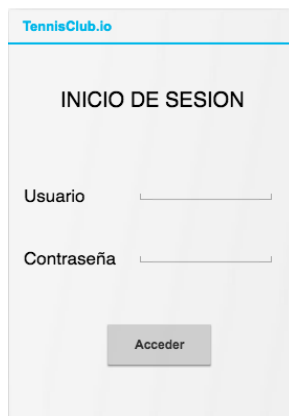 TennisClub.io
INICIO DE SESION
Usuario
Contraseña
Acceder